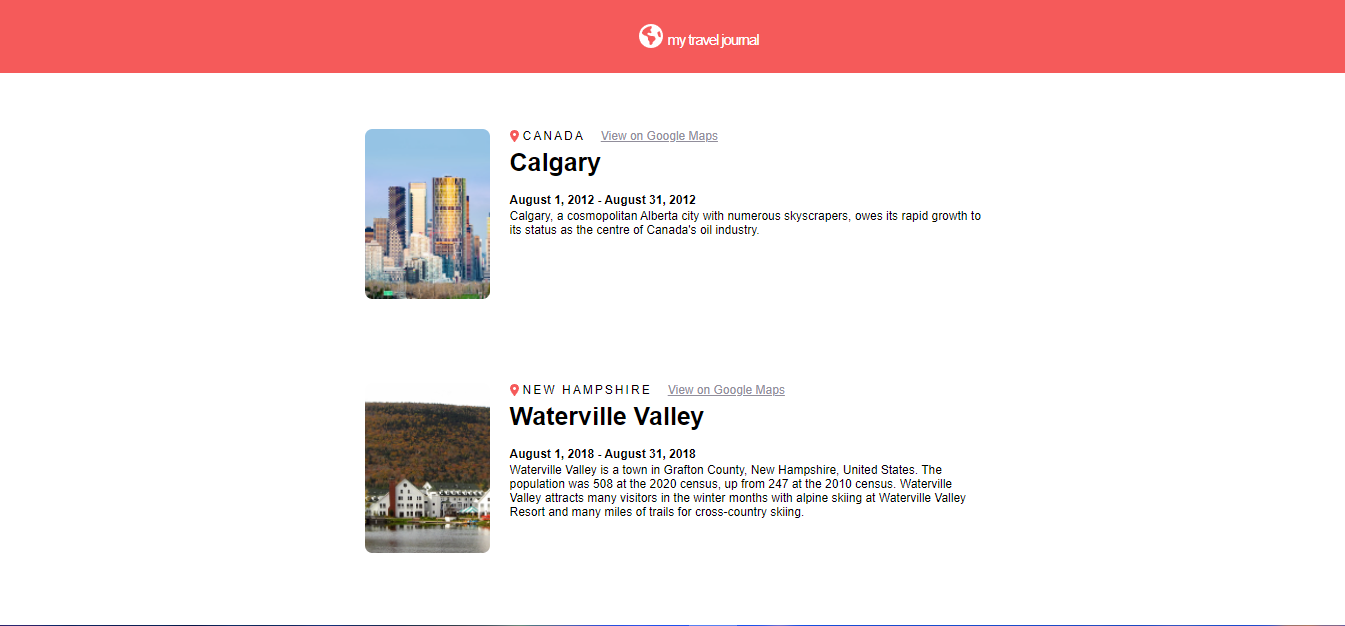 my travel journal
CANADA View on Google Maps
Calgary
August 1, 2012 - August 31, 2012
Calgary, a cosmopolitan Alberta city with numerous skyscrapers, owes its rapid growth to
its status as the centre of Canada's oil industry.
NEW HAMPSHIRE View on Google Maps
Waterville Valley
August 1, 2018 - August 31, 2018
Waterville Valley is a town in Grafton County, New Hampshire, United States. The
population was 508 at the 2020 census, up from 247 at the 2010 census. Waterville
Valley attracts many visitors in the winter months with alpine skiing at Waterville Valley
Resort and many miles of trails for cross-country skiing.